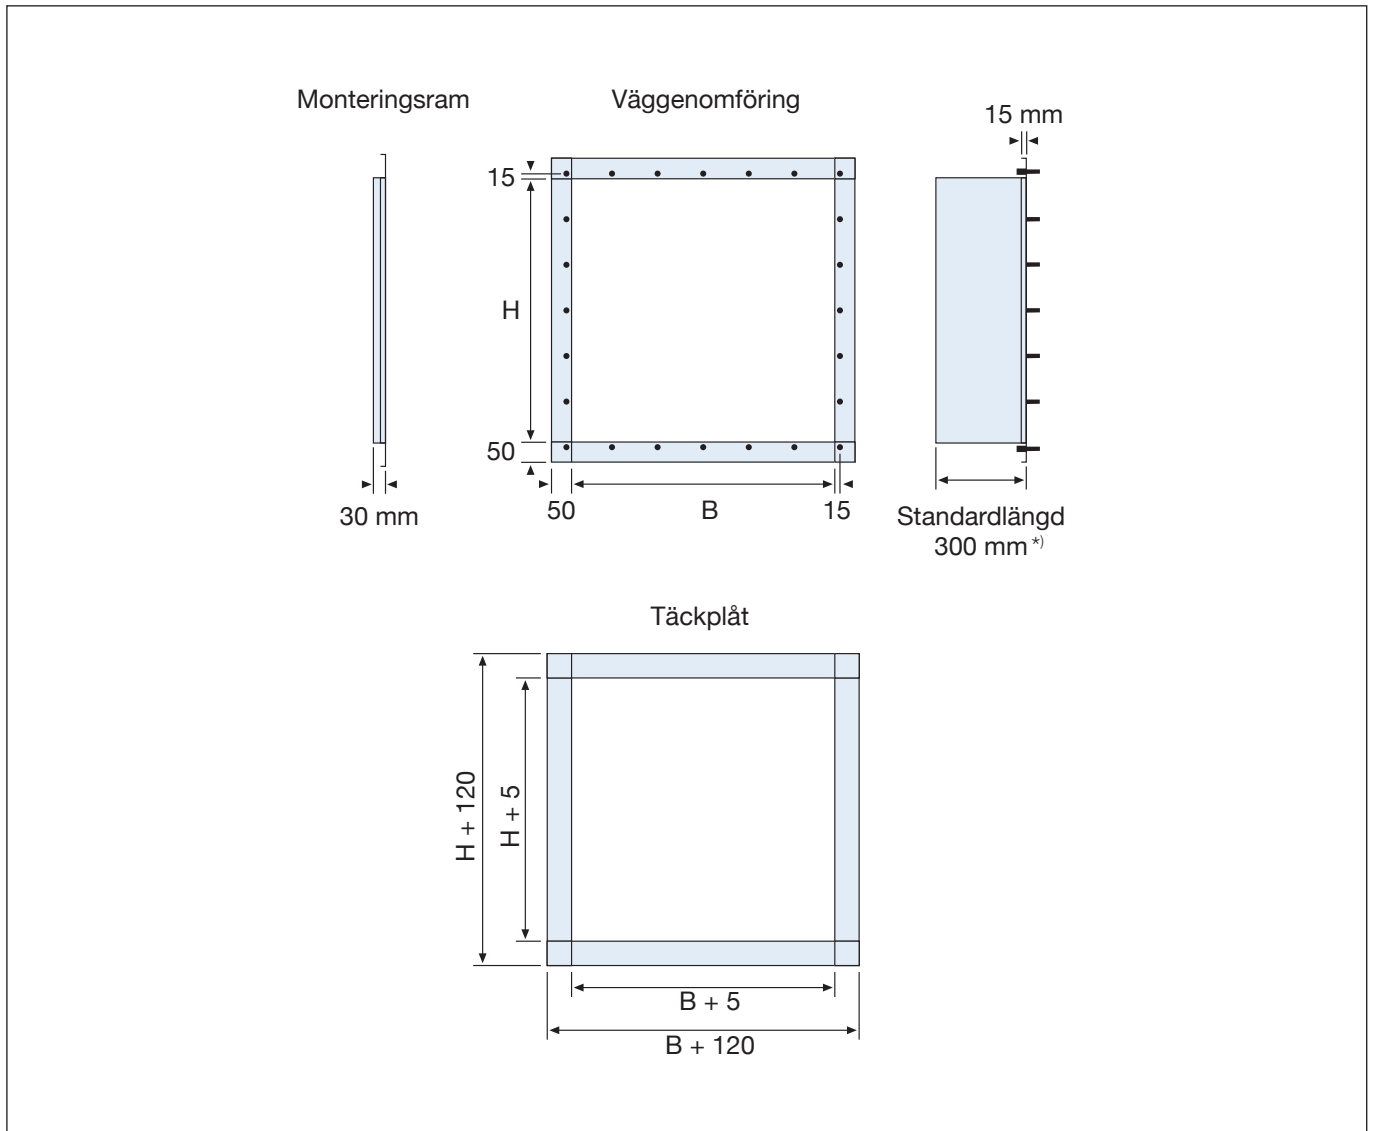 Monteringsram
Väggenomföring
15 mm
15
H
50
30 mm
50
B
15
Standardlängd
300 mm *)
Täckplåt
H + 120
H + 5
B + 5
B + 120